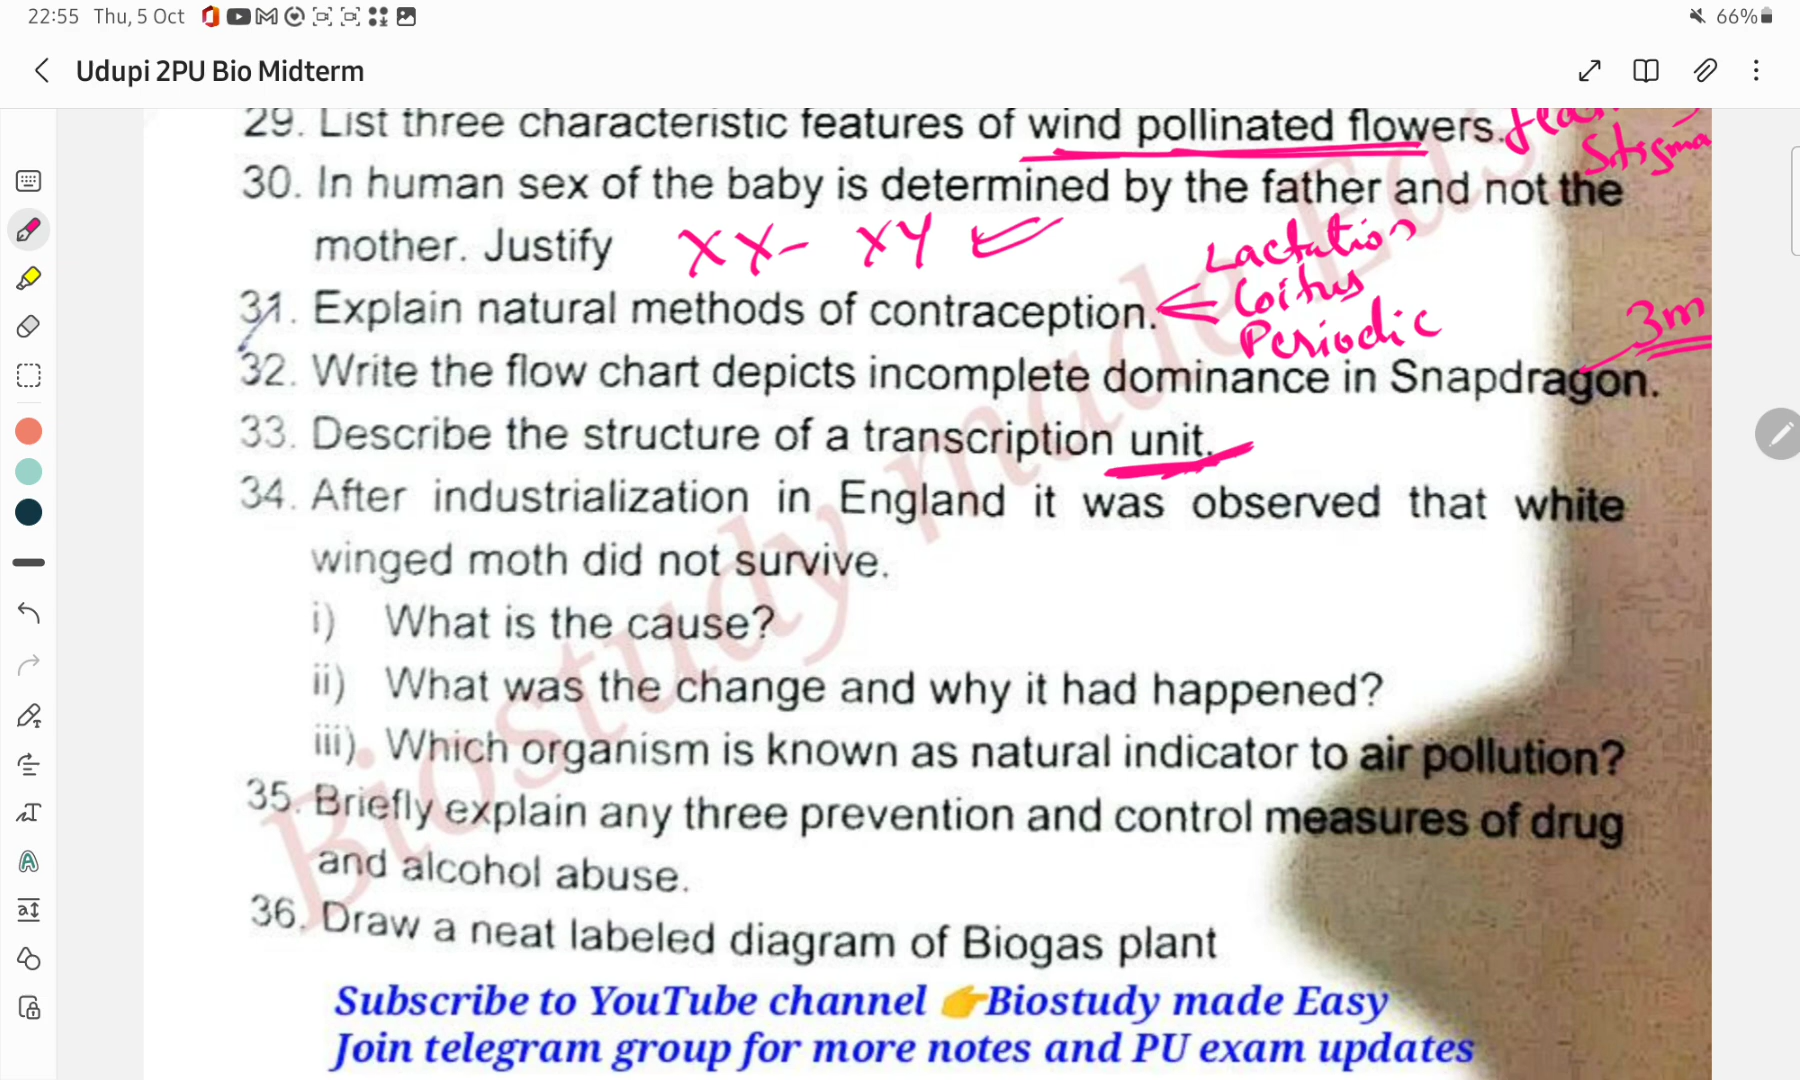 22:55 Thu, 5 Oct 66%
Udupi 2PU Bio Midterm
29. List three characteristic features of wind pollinated flowers.
Stigma
30. In human sex of the baby is determined by the father and not the
mother. Justify XX- XY
Lactation
31. Explain natural methods of contraception. Coitus
Periodic
3m
32. Write the flow chart depicts incomplete dominance in Snapdragon.
33. Describe the structure of a transcription unit.
34. After industrialization in England it was observed that white
winged moth did not survive.
i) What is the cause?
ii) What was the change and why it had happened?
iii) Which organism is known as natural indicator to air pollution?
35. Briefly explain any three prevention and control measures of drug
and alcohol abuse.
36. Draw a neat labeled diagram of Biogas plant
Biostudy made Eas
Subscribe to YouTube channel 👉Biostudy made Easy
Join telegram group for more notes and PU exam updates